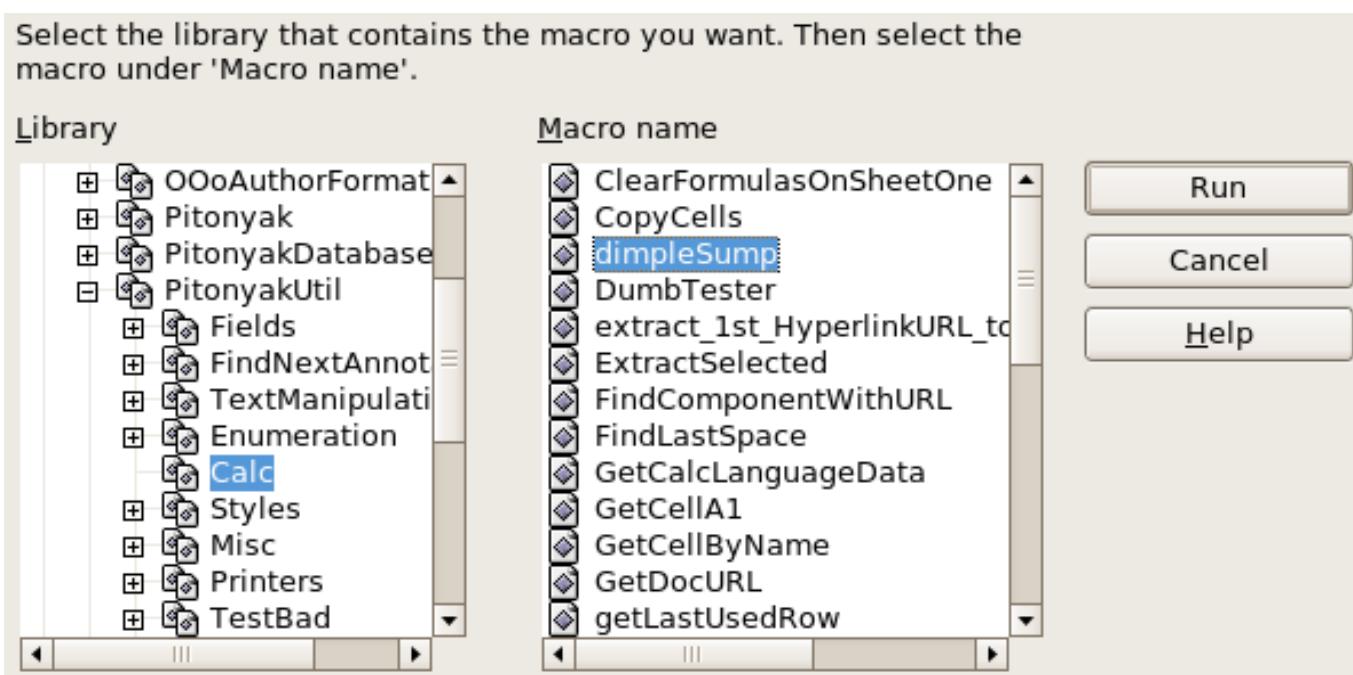 Select the library that contains the macro you want. Then select the
macro under 'Macro name'.
Library
OOoAuthorFormat
Pitonyak
PitonyakDatabase
PitonyakUtil
Fields
FindNextAnnot
TextManipulati
Enumeration
Calc
Styles
Misc
Printers
TestBad
Macro name
ClearFormulasOnSheetOne
CopyCells
dimpleSump
DumbTester
extract_1st_HyperlinkURL_to
ExtractSelected
FindComponentWithURL
FindLastSpace
GetCalcLanguageData
GetCellA1
GetCellByName
GetDocURL
getLastUsedRow
Run
Cancel
Help